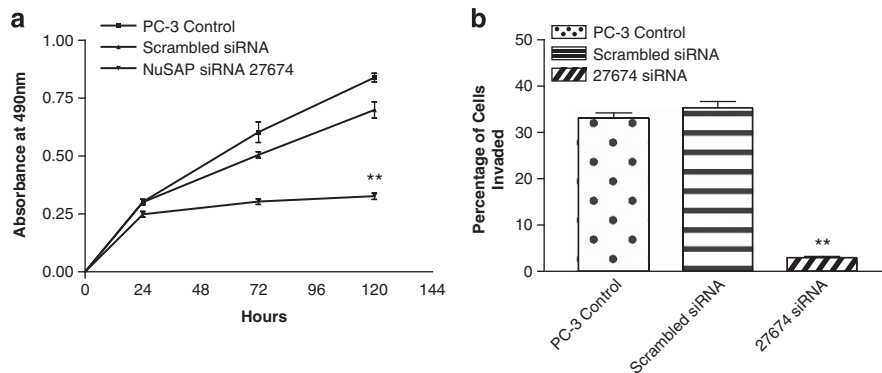 a
PC-3 Control
Scrambled siRNA
NuSAP siRNA 27674
1.00
0.75
0.50
0.25
0.00
Absorbance at 490nm
**
0 24 48 72 96 120 144
Hours
b
PC-3 Control
Scrambled siRNA
27674 siRNA
50
40
30
20
10
0
Percentage of Cells
Invaded
**
PC-3 Control
Scrambled siRNA
27674 siRNA